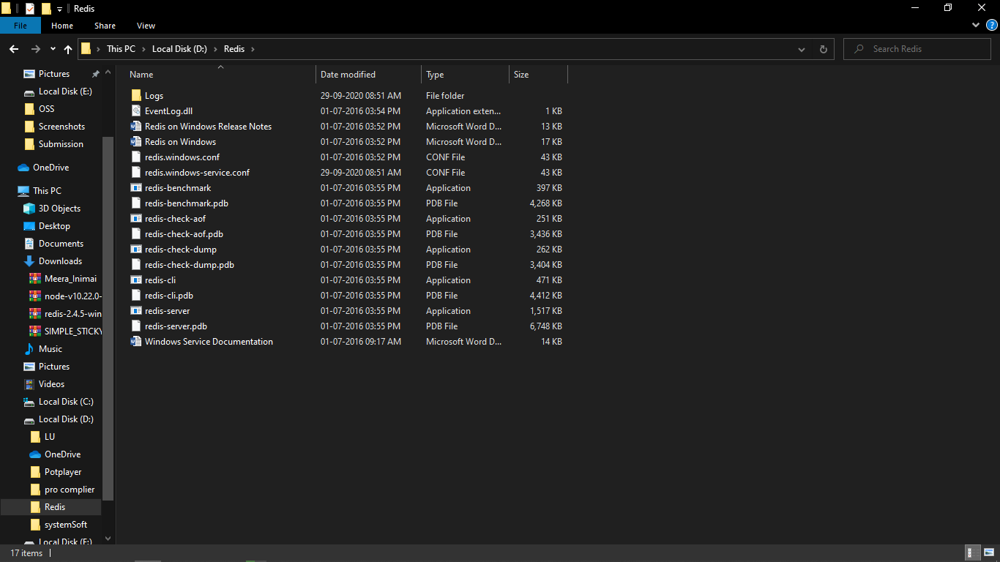 Redis
File Home Share View
This PC Local Disk (D:) Redis Search Redis
Pictures
Local Disk (E:)
OSS
Screenshots
Submission
OneDrive
This PC
3D Objects
Desktop
Documents
Downloads
Meera_Inimai
node-v10.22.0-
redis-2.4.5-win
SIMPLE_STICKY
Music
Pictures
Videos
Local Disk (C:)
Local Disk (D:)
LU
OneDrive
Potplayer
pro complier
Redis
systemSoft
Name Date modified Type Size
Logs 29-09-2020 08:51 AM File folder
EventLog.dll 01-07-2016 03:54 PM Application exten... 1 KB
Redis on Windows Release Notes 01-07-2016 03:52 PM Microsoft Word D... 13 KB
Redis on Windows 01-07-2016 03:52 PM Microsoft Word D... 17 KB
redis.windows.conf 01-07-2016 03:52 PM CONF File 43 KB
redis.windows-service.conf 29-09-2020 08:51 AM CONF File 43 KB
redis-benchmark 01-07-2016 03:55 PM Application 397 KB
redis-benchmark.pdb 01-07-2016 03:55 PM PDB File 4,268 KB
redis-check-aof 01-07-2016 03:55 PM Application 251 KB
redis-check-aof.pdb 01-07-2016 03:55 PM PDB File 3,436 KB
redis-check-dump 01-07-2016 03:55 PM Application 262 KB
redis-check-dump.pdb 01-07-2016 03:55 PM PDB File 3,404 KB
redis-cli 01-07-2016 03:55 PM Application 471 KB
redis-cli.pdb 01-07-2016 03:55 PM PDB File 4,412 KB
redis-server 01-07-2016 03:55 PM Application 1,517 KB
redis-server.pdb 01-07-2016 03:55 PM PDB File 6,748 KB
Windows Service Documentation 01-07-2016 09:17 AM Microsoft Word D... 14 KB
17 items